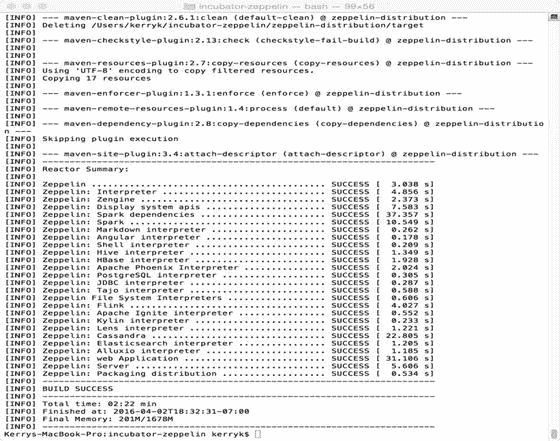 incubator-zeppelin — bash — 99×56
[INFO] --- maven-clean-plugin:2.6.1:clean (default-clean) @ zeppelin-distribution ---
[INFO] Deleting /Users/kerryk/incubator-zeppelin/zeppelin-distribution/target
[INFO]
[INFO] --- maven-checkstyle-plugin:2.13:check (checkstyle-fail-build) @ zeppelin-distribution ---
[INFO]
[INFO] --- maven-resources-plugin:2.7:copy-resources (copy-resources) @ zeppelin-distribution ---
[INFO] Using 'UTF-8' encoding to copy filtered resources.
[INFO] Copying 17 resources
[INFO]
[INFO] --- maven-enforcer-plugin:1.3.1:enforce (enforce) @ zeppelin-distribution ---
[INFO]
[INFO] --- maven-remote-resources-plugin:1.4:process (default) @ zeppelin-distribution ---
[INFO]
[INFO] --- maven-dependency-plugin:2.8:copy-dependencies (copy-dependencies) @ zeppelin-distributio
n ---
[INFO] Skipping plugin execution
[INFO]
[INFO] --- maven-site-plugin:3.4:attach-descriptor (attach-descriptor) @ zeppelin-distribution ---
[INFO] ------------------------------------------------------------------------
[INFO] Reactor Summary:
[INFO]
[INFO] Zeppelin ........................................... SUCCESS [  3.038 s]
[INFO] Zeppelin: Interpreter .............................. SUCCESS [  4.856 s]
[INFO] Zeppelin: Zengine .................................. SUCCESS [  2.373 s]
[INFO] Zeppelin: Display system apis ...................... SUCCESS [  7.583 s]
[INFO] Zeppelin: Spark dependencies ....................... SUCCESS [ 37.357 s]
[INFO] Zeppelin: Spark .................................... SUCCESS [ 10.549 s]
[INFO] Zeppelin: Markdown interpreter ..................... SUCCESS [  0.262 s]
[INFO] Zeppelin: Angular interpreter ...................... SUCCESS [  0.178 s]
[INFO] Zeppelin: Shell interpreter ........................ SUCCESS [  0.209 s]
[INFO] Zeppelin: Hive interpreter ......................... SUCCESS [  1.349 s]
[INFO] Zeppelin: HBase interpreter ........................ SUCCESS [  1.928 s]
[INFO] Zeppelin: Apache Phoenix Interpreter ............... SUCCESS [  2.024 s]
[INFO] Zeppelin: PostgreSQL interpreter ................... SUCCESS [  0.305 s]
[INFO] Zeppelin: JDBC interpreter ......................... SUCCESS [  0.287 s]
[INFO] Zeppelin: Tajo interpreter ......................... SUCCESS [  0.588 s]
[INFO] Zeppelin File System Interpreters .................. SUCCESS [  0.606 s]
[INFO] Zeppelin: Flink .................................... SUCCESS [  4.027 s]
[INFO] Zeppelin: Apache Ignite interpreter ................ SUCCESS [  0.552 s]
[INFO] Zeppelin: Kylin interpreter ........................ SUCCESS [  0.233 s]
[INFO] Zeppelin: Lens interpreter ......................... SUCCESS [  1.221 s]
[INFO] Zeppelin: Cassandra ................................ SUCCESS [ 22.805 s]
[INFO] Zeppelin: Elasticsearch interpreter ................ SUCCESS [  1.205 s]
[INFO] Zeppelin: Alluxio interpreter ...................... SUCCESS [  1.185 s]
[INFO] Zeppelin: web Application .......................... SUCCESS [ 31.106 s]
[INFO] Zeppelin: Server ................................... SUCCESS [  5.606 s]
[INFO] Zeppelin: Packaging distribution ................... SUCCESS [  0.534 s]
[INFO] ------------------------------------------------------------------------
[INFO] BUILD SUCCESS
[INFO] ------------------------------------------------------------------------
[INFO] Total time: 02:22 min
[INFO] Finished at: 2016-04-02T18:32:31-07:00
[INFO] Final Memory: 201M/1678M
[INFO] ------------------------------------------------------------------------
Kerrys-MacBook-Pro:incubator-zeppelin kerryk$